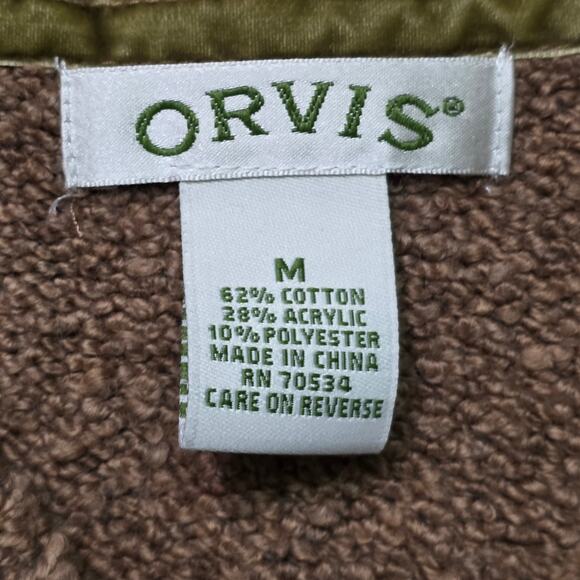 ORVIS®
M
62% COTTON
28% ACRYLIC
10% POLYESTER
MADE IN CHINA
RN 70534
CARE ON REVERSE